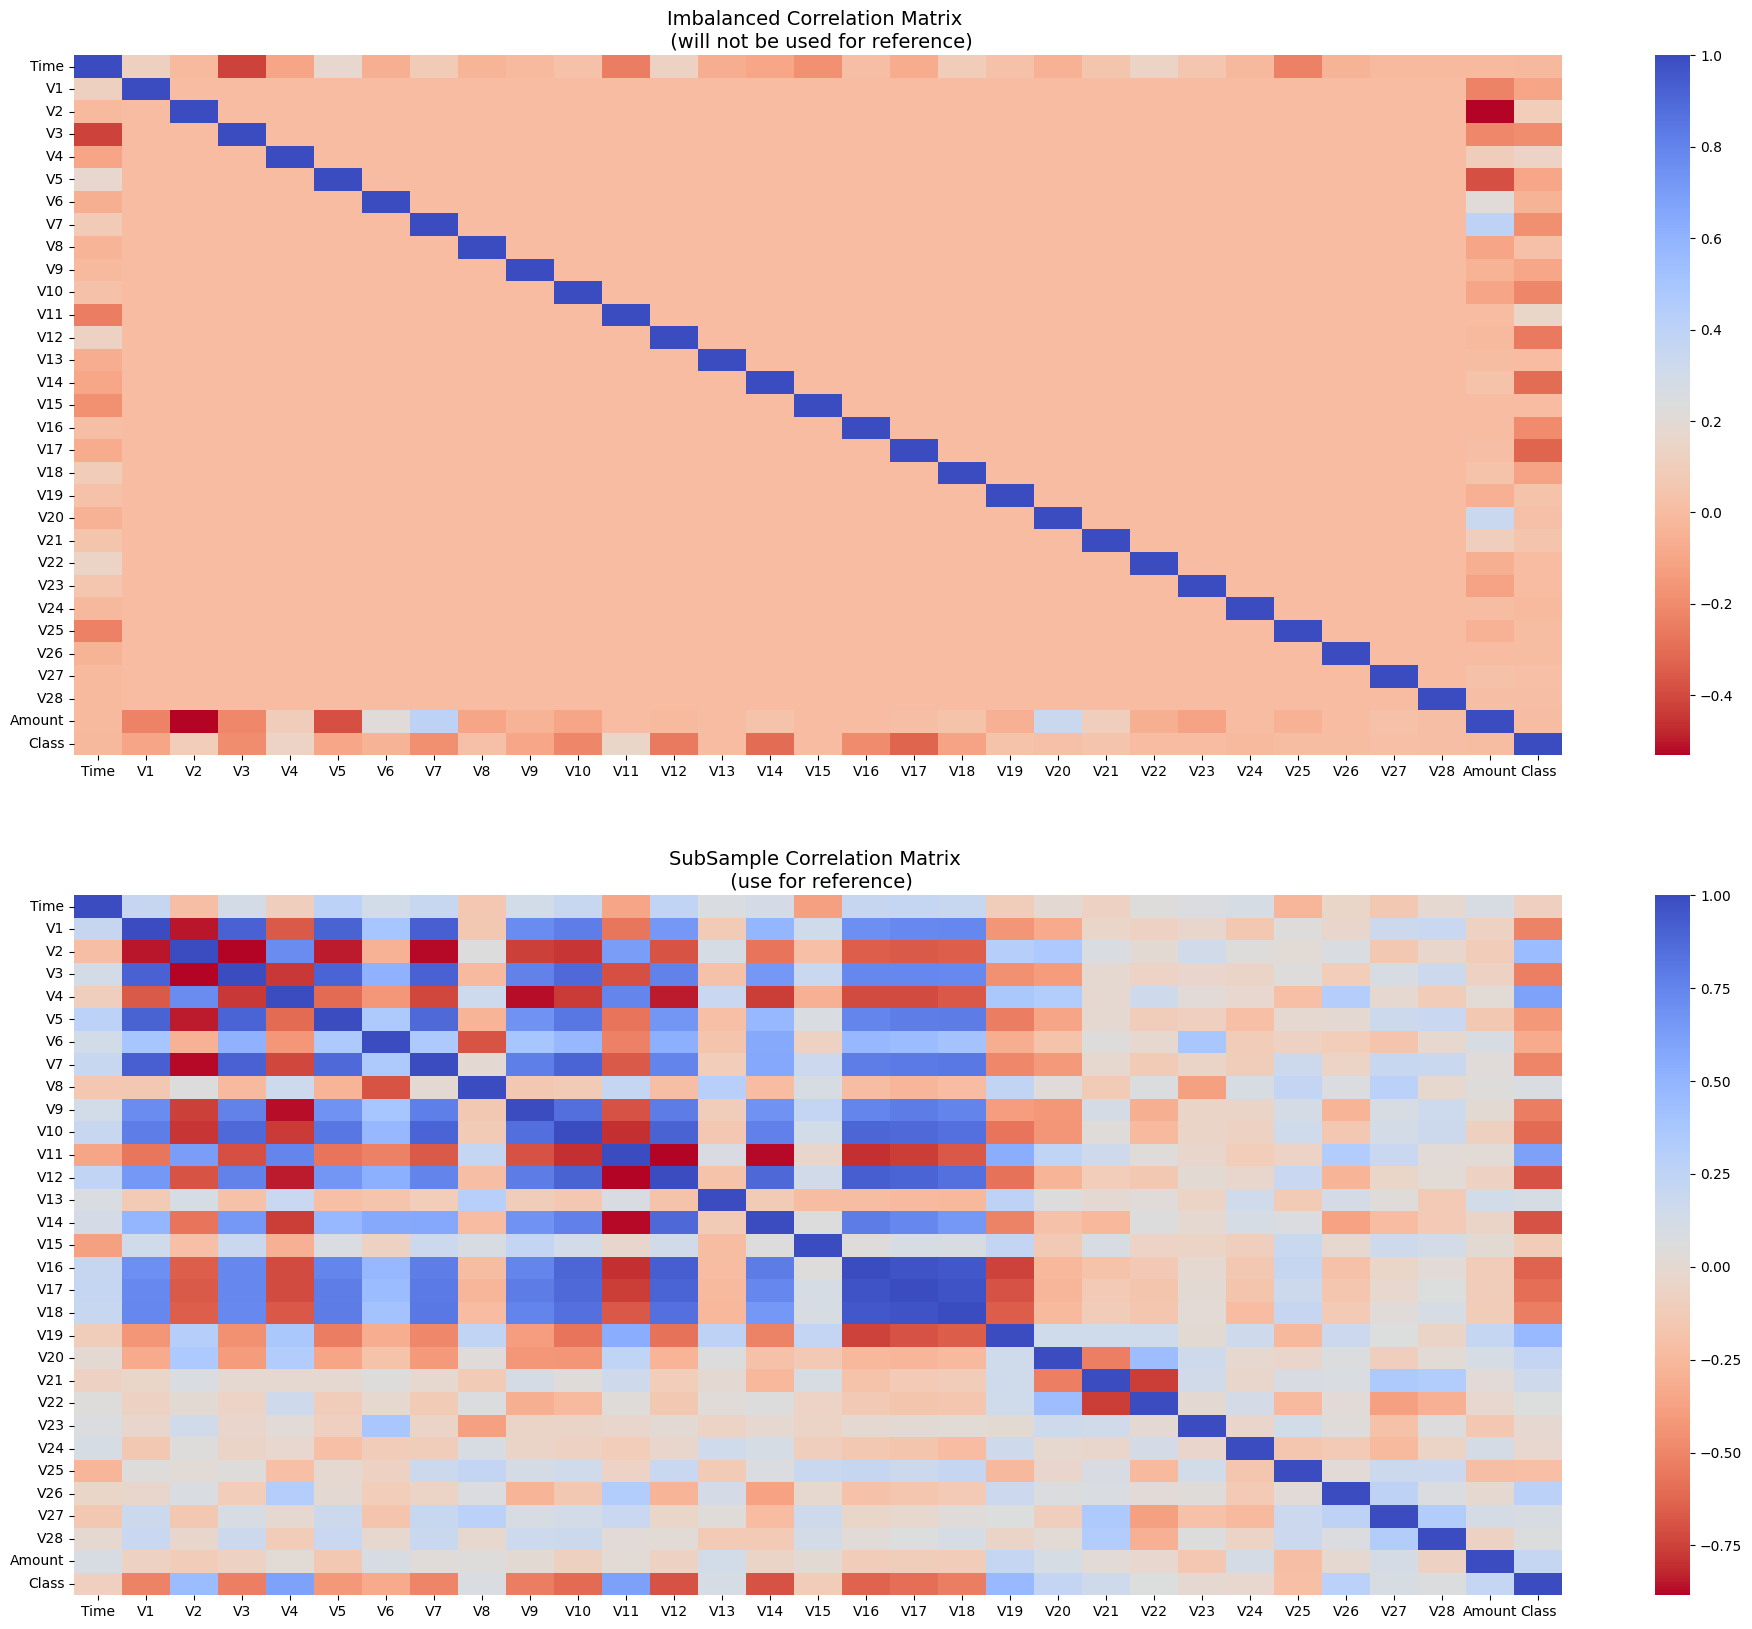 Imbalanced Correlation Matrix
(will not be used for reference)
Time
V1
V2
V3
V4
V5
V6
V7
V8
V9
V10
V11
V12
V13
V14
V15
V16
V17
V18
V19
V20
V21
V22
V23
V24
V25
V26
V27
V28
Amount
Class
Time V1 V2 V3 V4 V5 V6 V7 V8 V9 V10 V11 V12 V13 V14 V15 V16 V17 V18 V19 V20 V21 V22 V23 V24 V25 V26 V27 V28 Amount Class
1.0
0.8
0.6
0.4
0.2
0.0
−0.2
−0.4
SubSample Correlation Matrix
(use for reference)
Time
V1
V2
V3
V4
V5
V6
V7
V8
V9
V10
V11
V12
V13
V14
V15
V16
V17
V18
V19
V20
V21
V22
V23
V24
V25
V26
V27
V28
Amount
Class
Time V1 V2 V3 V4 V5 V6 V7 V8 V9 V10 V11 V12 V13 V14 V15 V16 V17 V18 V19 V20 V21 V22 V23 V24 V25 V26 V27 V28 Amount Class
1.00
0.75
0.50
0.25
0.00
−0.25
−0.50
−0.75